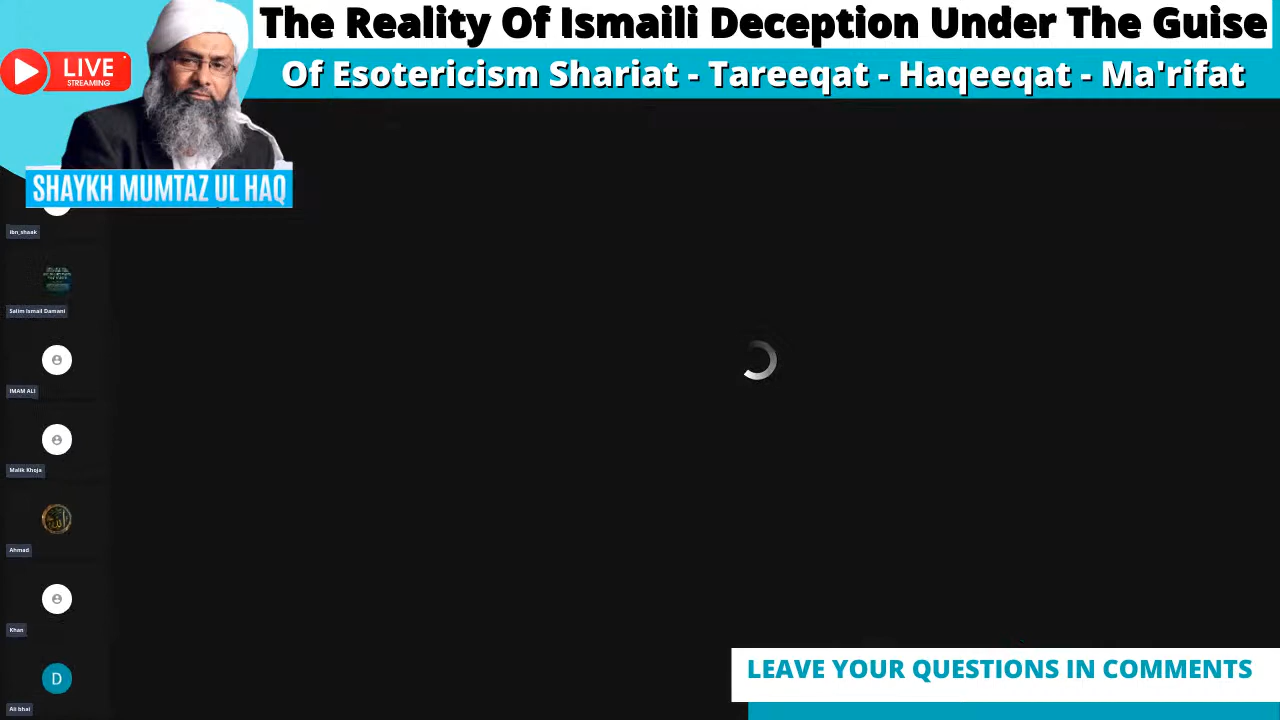 The Reality Of Ismaili Deception Under The Guise
Of Esotericism Shariat - Tareeqat - Haqeeqat - Ma'rifat
LIVE
STREAMING
SHAYKH MUMTAZ UL HAQ
ibn_shaak
Salim Ismail Damani
IMAM ALI
Malik Khoja
Ahmad
Khan
D
Ali bhai
LEAVE YOUR QUESTIONS IN COMMENTS